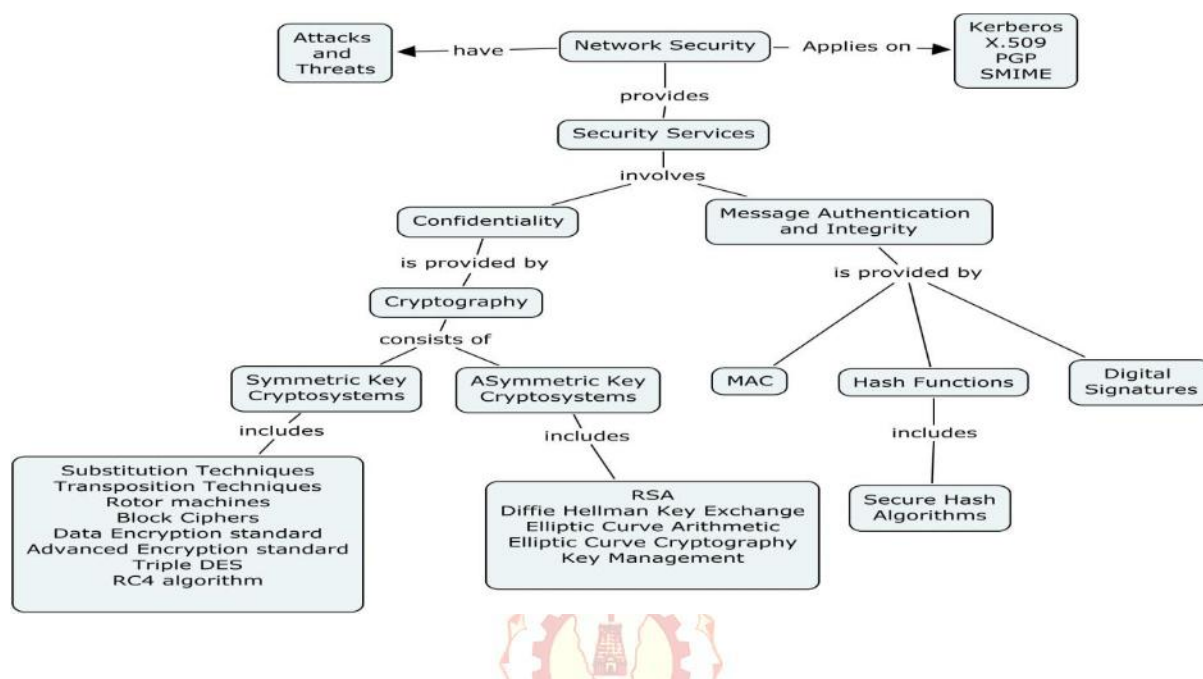 Attacks
and
Threats
have
Network Security
Applies on
Kerberos
X.509
PGP
SMIME
provides
Security Services
involves
Confidentiality
Message Authentication
and Integrity
is provided by
is provided by
Cryptography
consists of
Symmetric Key
Cryptosystems
ASymmetric Key
Cryptosystems
MAC
Hash Functions
Digital
Signatures
includes
includes
includes
Substitution Techniques
Transposition Techniques
Rotor machines
Block Ciphers
Data Encryption standard
Advanced Encryption standard
Triple DES
RC4 algorithm
RSA
Diffie Hellman Key Exchange
Elliptic Curve Arithmetic
Elliptic Curve Cryptography
Key Management
Secure Hash
Algorithms